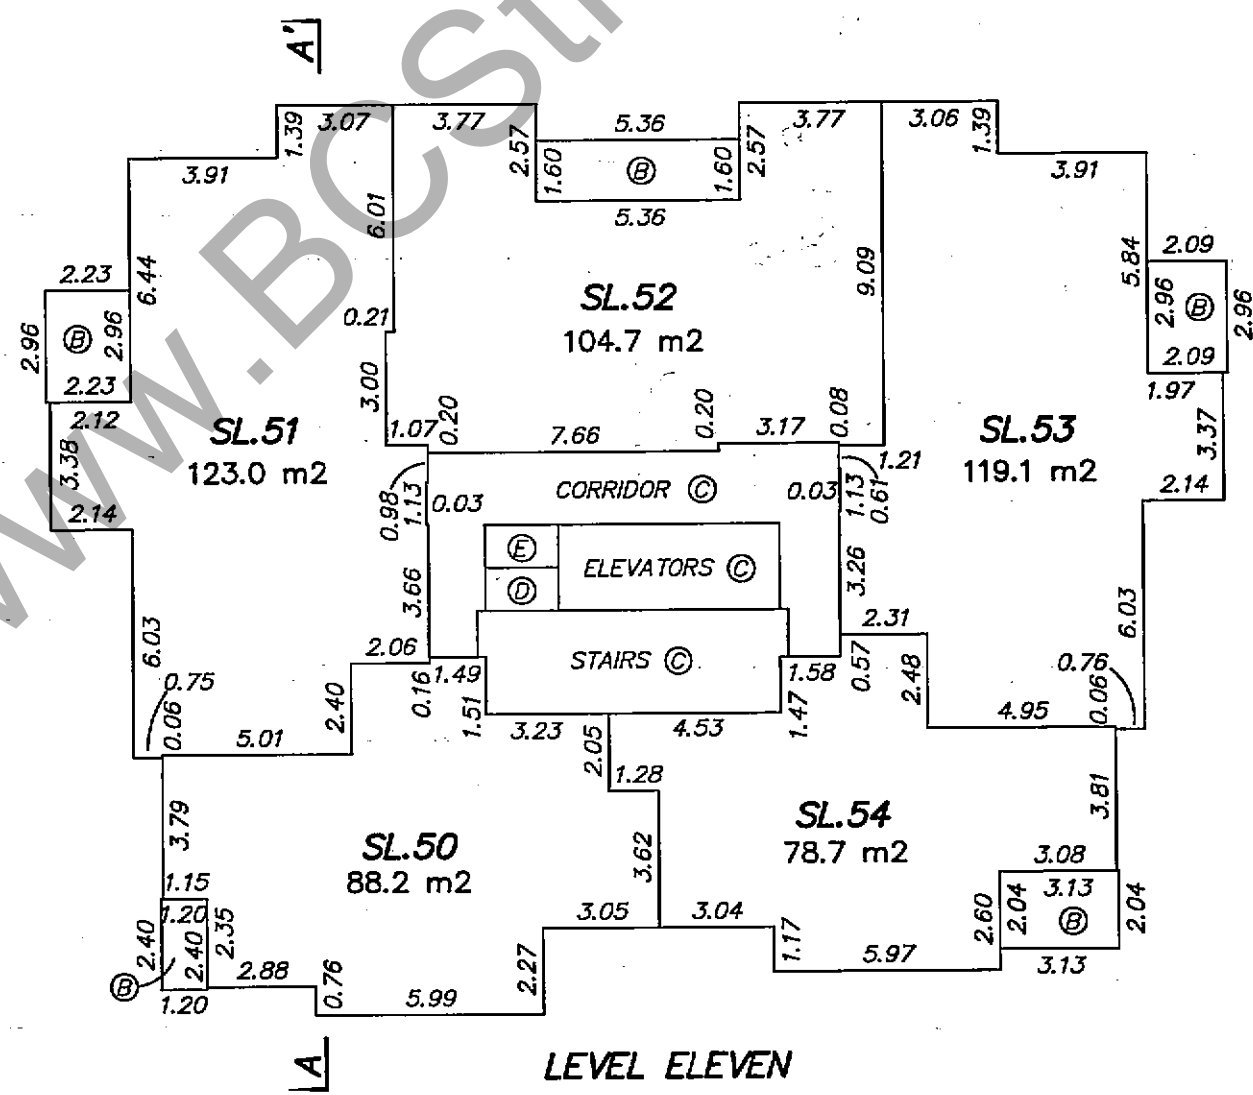 www.BCSt
A'
3.07 3.77 5.36 3.77 3.06
1.39 2.57 1.60 B 1.60 2.57 1.39
3.91 5.36 3.91
6.01
2.23 6.44 9.09 5.84 2.09
2.96 B 2.96 2.96 B 2.96
SL.52
104.7 m2
0.21
2.23 2.09
2.12 1.97
3.00
1.07 0.20 7.66 0.20 3.17 0.08
SL.51
123.0 m2
SL.53
119.1 m2
3.38 3.37
1.21
0.98 1.13 0.03 CORRIDOR C 0.03 1.13 0.61
2.14 2.14
E ELEVATORS C
D
3.66 3.26
2.31
6.03 6.03
2.06 STAIRS C
0.75 1.49 1.58 0.57 0.76
0.16 2.48
0.06 2.40 1.51 1.47 0.06
5.01 3.23 4.53 4.95
2.05
1.28
3.79 3.81
SL.50
88.2 m2
SL.54
78.7 m2
3.62
1.15 3.08
1.20 3.13
2.40 2.40 2.35 3.05 3.04 2.60 2.04 B 2.04
1.17
B 2.88 2.27 5.97
3.13
1.20 0.76 5.99
A
LEVEL ELEVEN